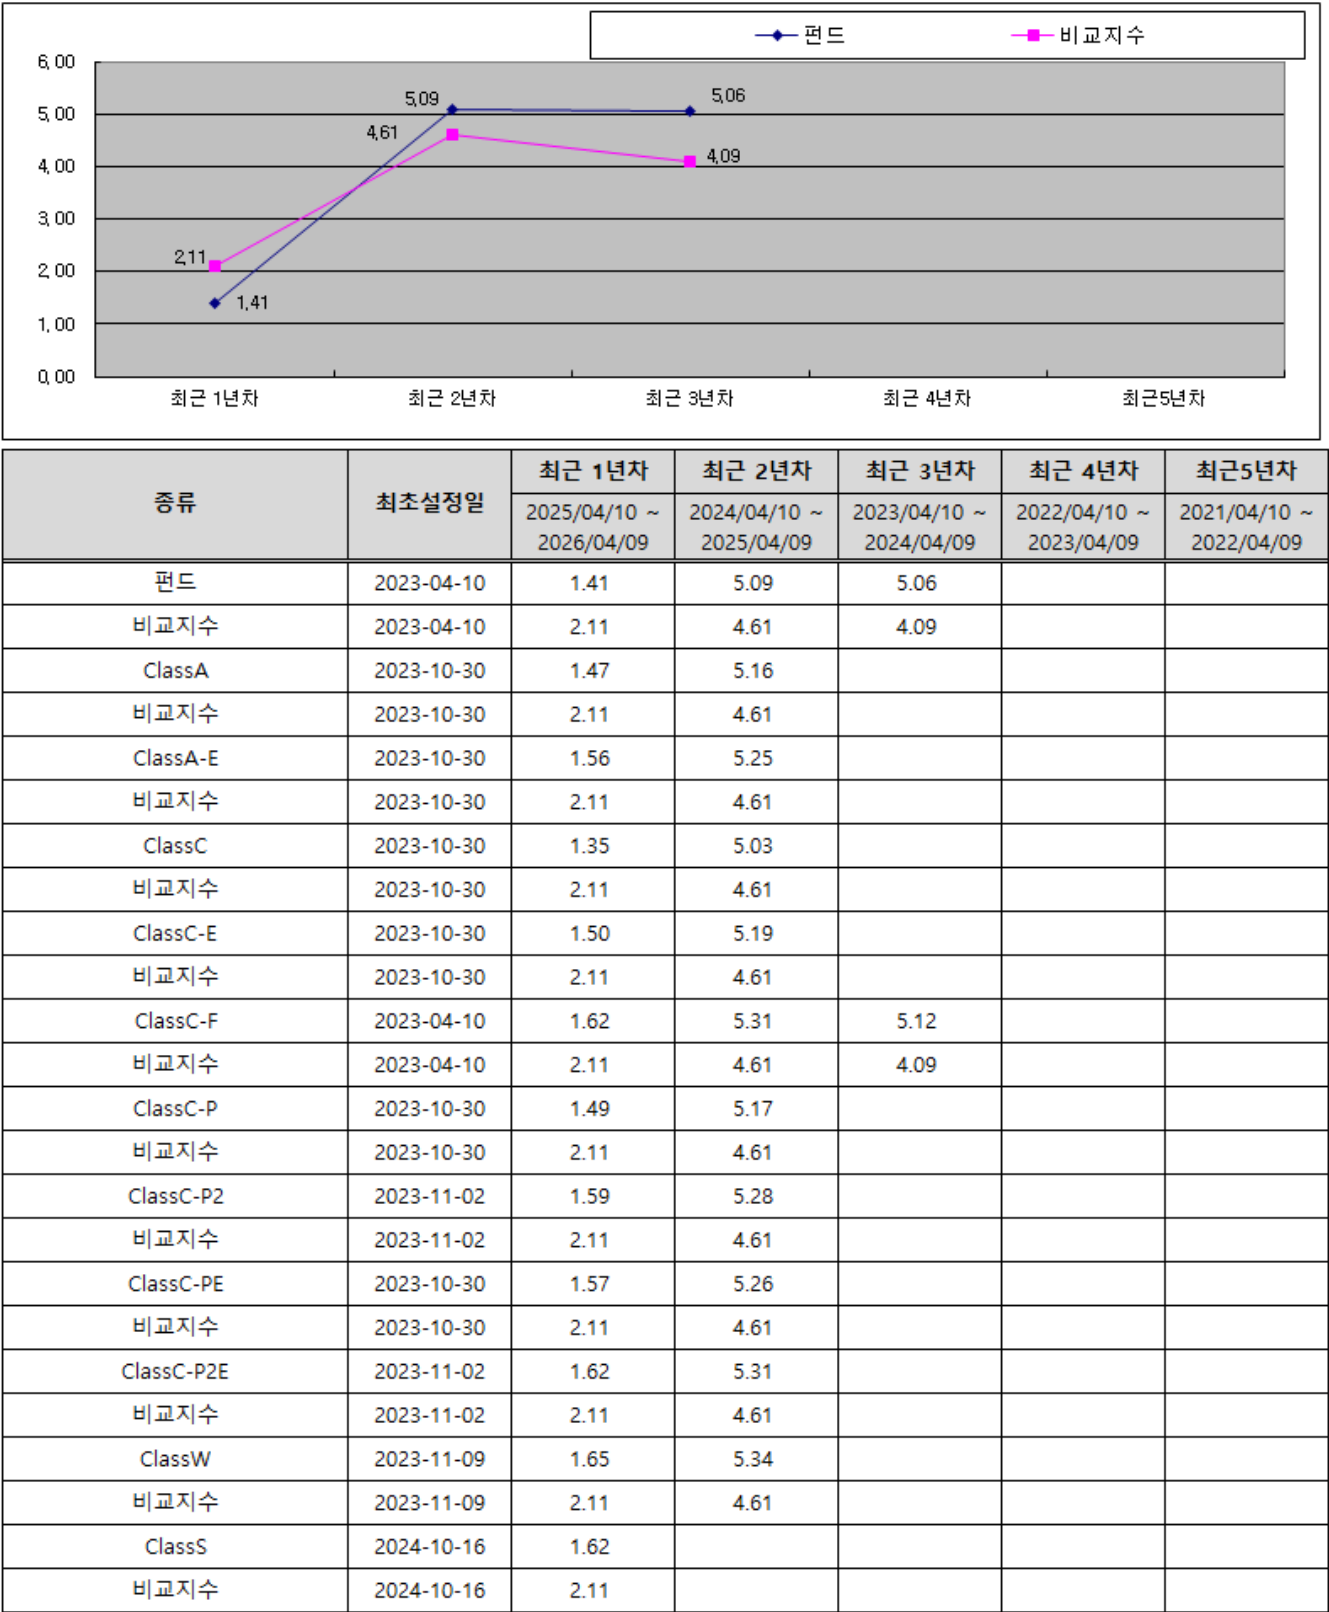 펀드 비교지수
6,00
5,00
4,00
3,00
2,00
1,00
0,00
5,09 5,06
4,61 4,09
2,11
1,41
최근 1년차 최근 2년차 최근 3년차 최근 4년차 최근5년차
종류 최초설정일 최근 1년차 최근 2년차 최근 3년차 최근 4년차 최근5년차
2025/04/10 ~ 2024/04/10 ~ 2023/04/10 ~ 2022/04/10 ~ 2021/04/10 ~
2026/04/09 2025/04/09 2024/04/09 2023/04/09 2022/04/09
펀드 2023-04-10 1.41 5.09 5.06
비교지수 2023-04-10 2.11 4.61 4.09
ClassA 2023-10-30 1.47 5.16
비교지수 2023-10-30 2.11 4.61
ClassA-E 2023-10-30 1.56 5.25
비교지수 2023-10-30 2.11 4.61
ClassC 2023-10-30 1.35 5.03
비교지수 2023-10-30 2.11 4.61
ClassC-E 2023-10-30 1.50 5.19
비교지수 2023-10-30 2.11 4.61
ClassC-F 2023-04-10 1.62 5.31 5.12
비교지수 2023-04-10 2.11 4.61 4.09
ClassC-P 2023-10-30 1.49 5.17
비교지수 2023-10-30 2.11 4.61
ClassC-P2 2023-11-02 1.59 5.28
비교지수 2023-11-02 2.11 4.61
ClassC-PE 2023-10-30 1.57 5.26
비교지수 2023-10-30 2.11 4.61
ClassC-P2E 2023-11-02 1.62 5.31
비교지수 2023-11-02 2.11 4.61
ClassW 2023-11-09 1.65 5.34
비교지수 2023-11-09 2.11 4.61
ClassS 2024-10-16 1.62
비교지수 2024-10-16 2.11